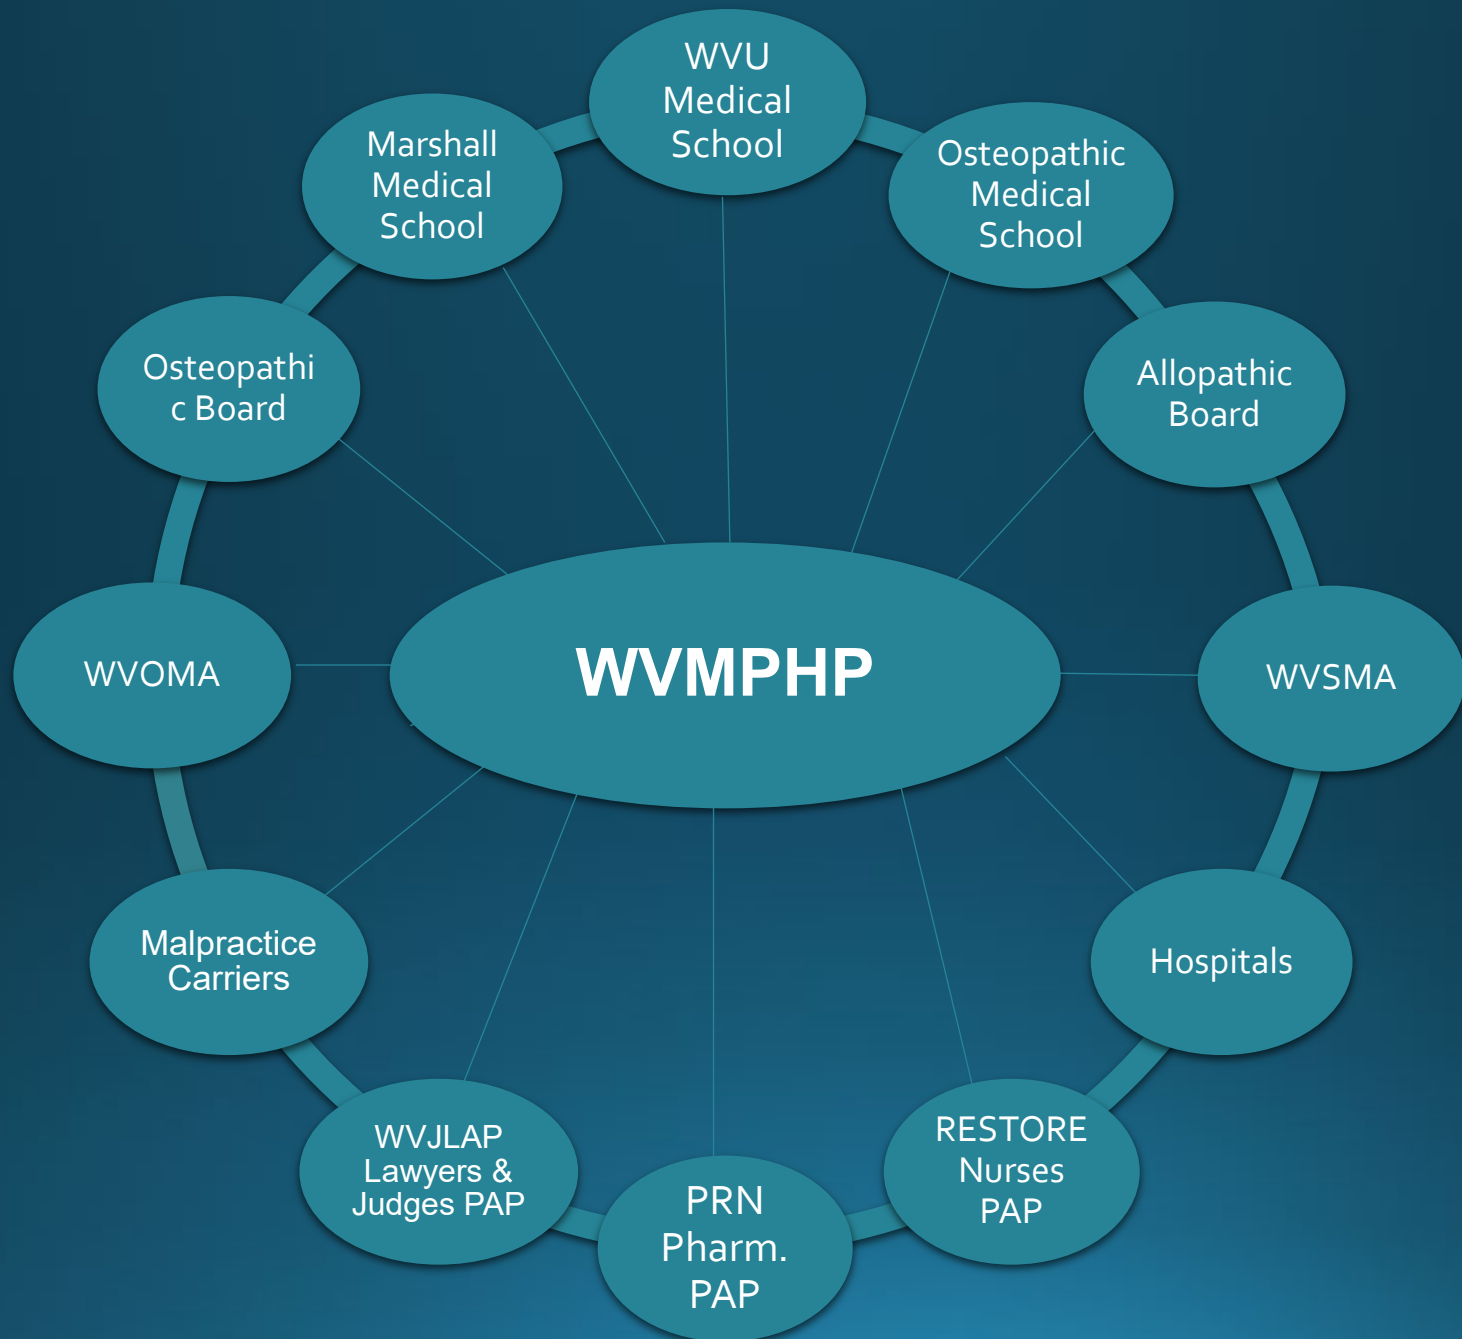 WVU
Medical
School
Marshall
Medical
School
Osteopathic
Medical
School
Osteopathi
c Board
Allopathic
Board
WVOMA
WVMPHP
WVSMA
Malpractice
Carriers
Hospitals
WVJLAP
Lawyers &
Judges PAP
PRN
Pharm.
PAP
RESTORE
Nurses
PAP